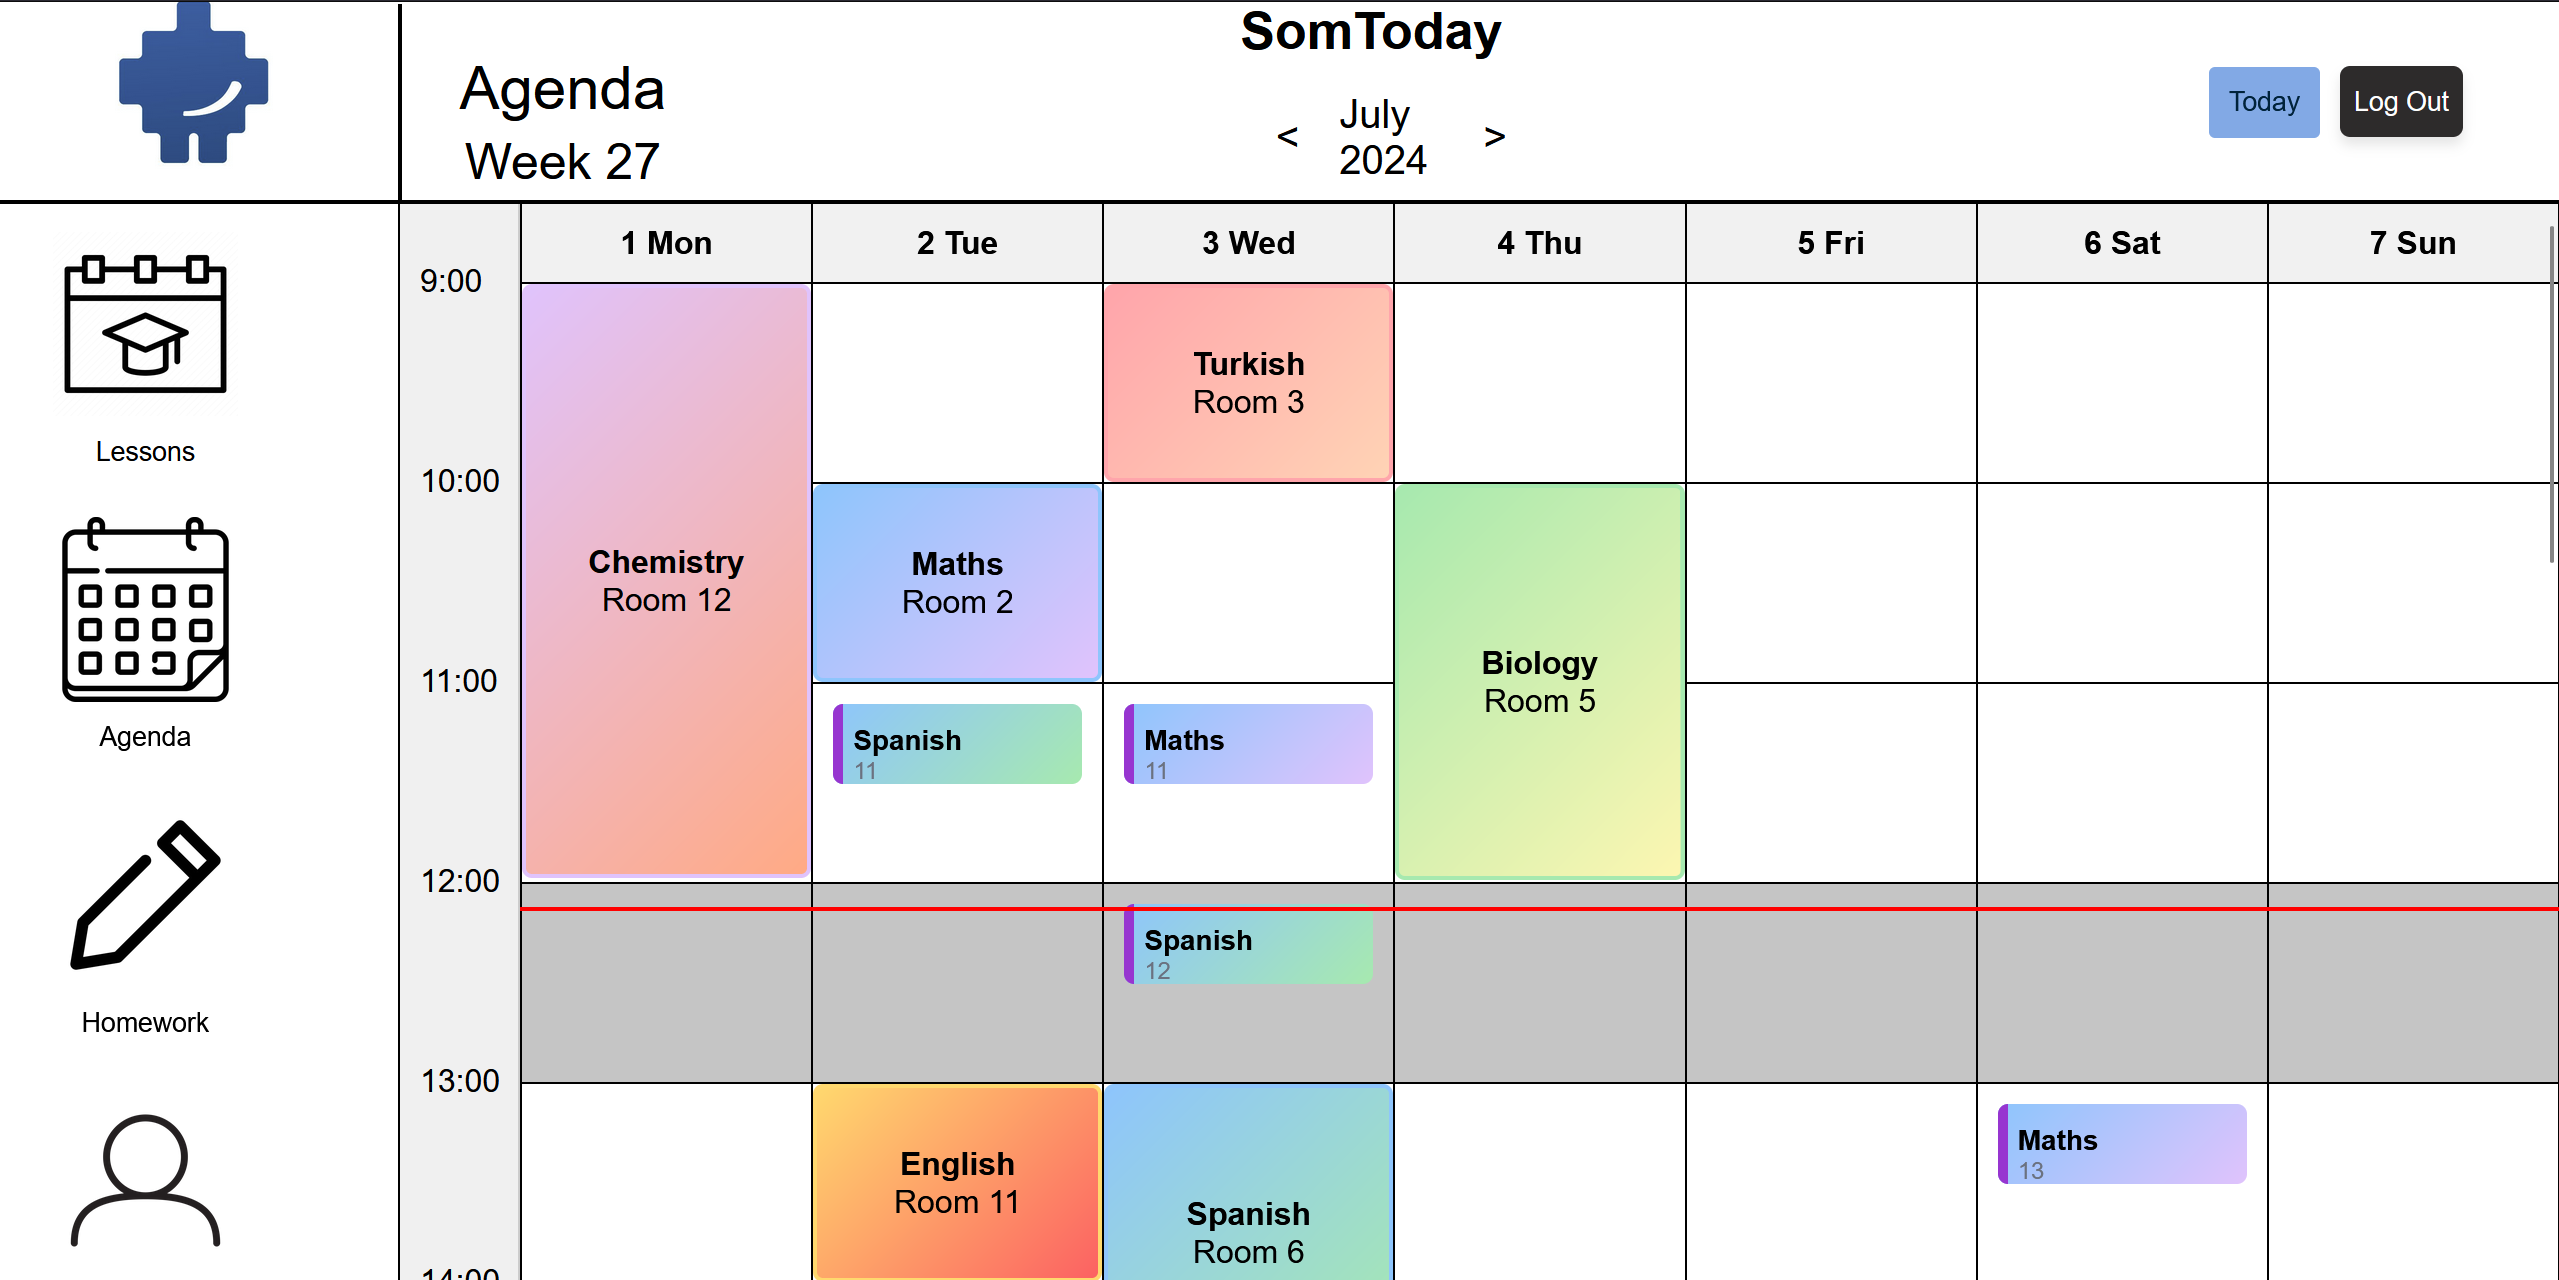 SomToday
Agenda
Week 27
<
July
2024
>
Today
Log Out
Lessons
Agenda
Homework
1 Mon
2 Tue
3 Wed
4 Thu
5 Fri
6 Sat
7 Sun
9:00
10:00
11:00
12:00
13:00
14:00
Chemistry
Room 12
Maths
Room 2
Spanish
11
English
Room 11
Turkish
Room 3
Maths
11
Spanish
12
Spanish
Room 6
Biology
Room 5
Maths
13